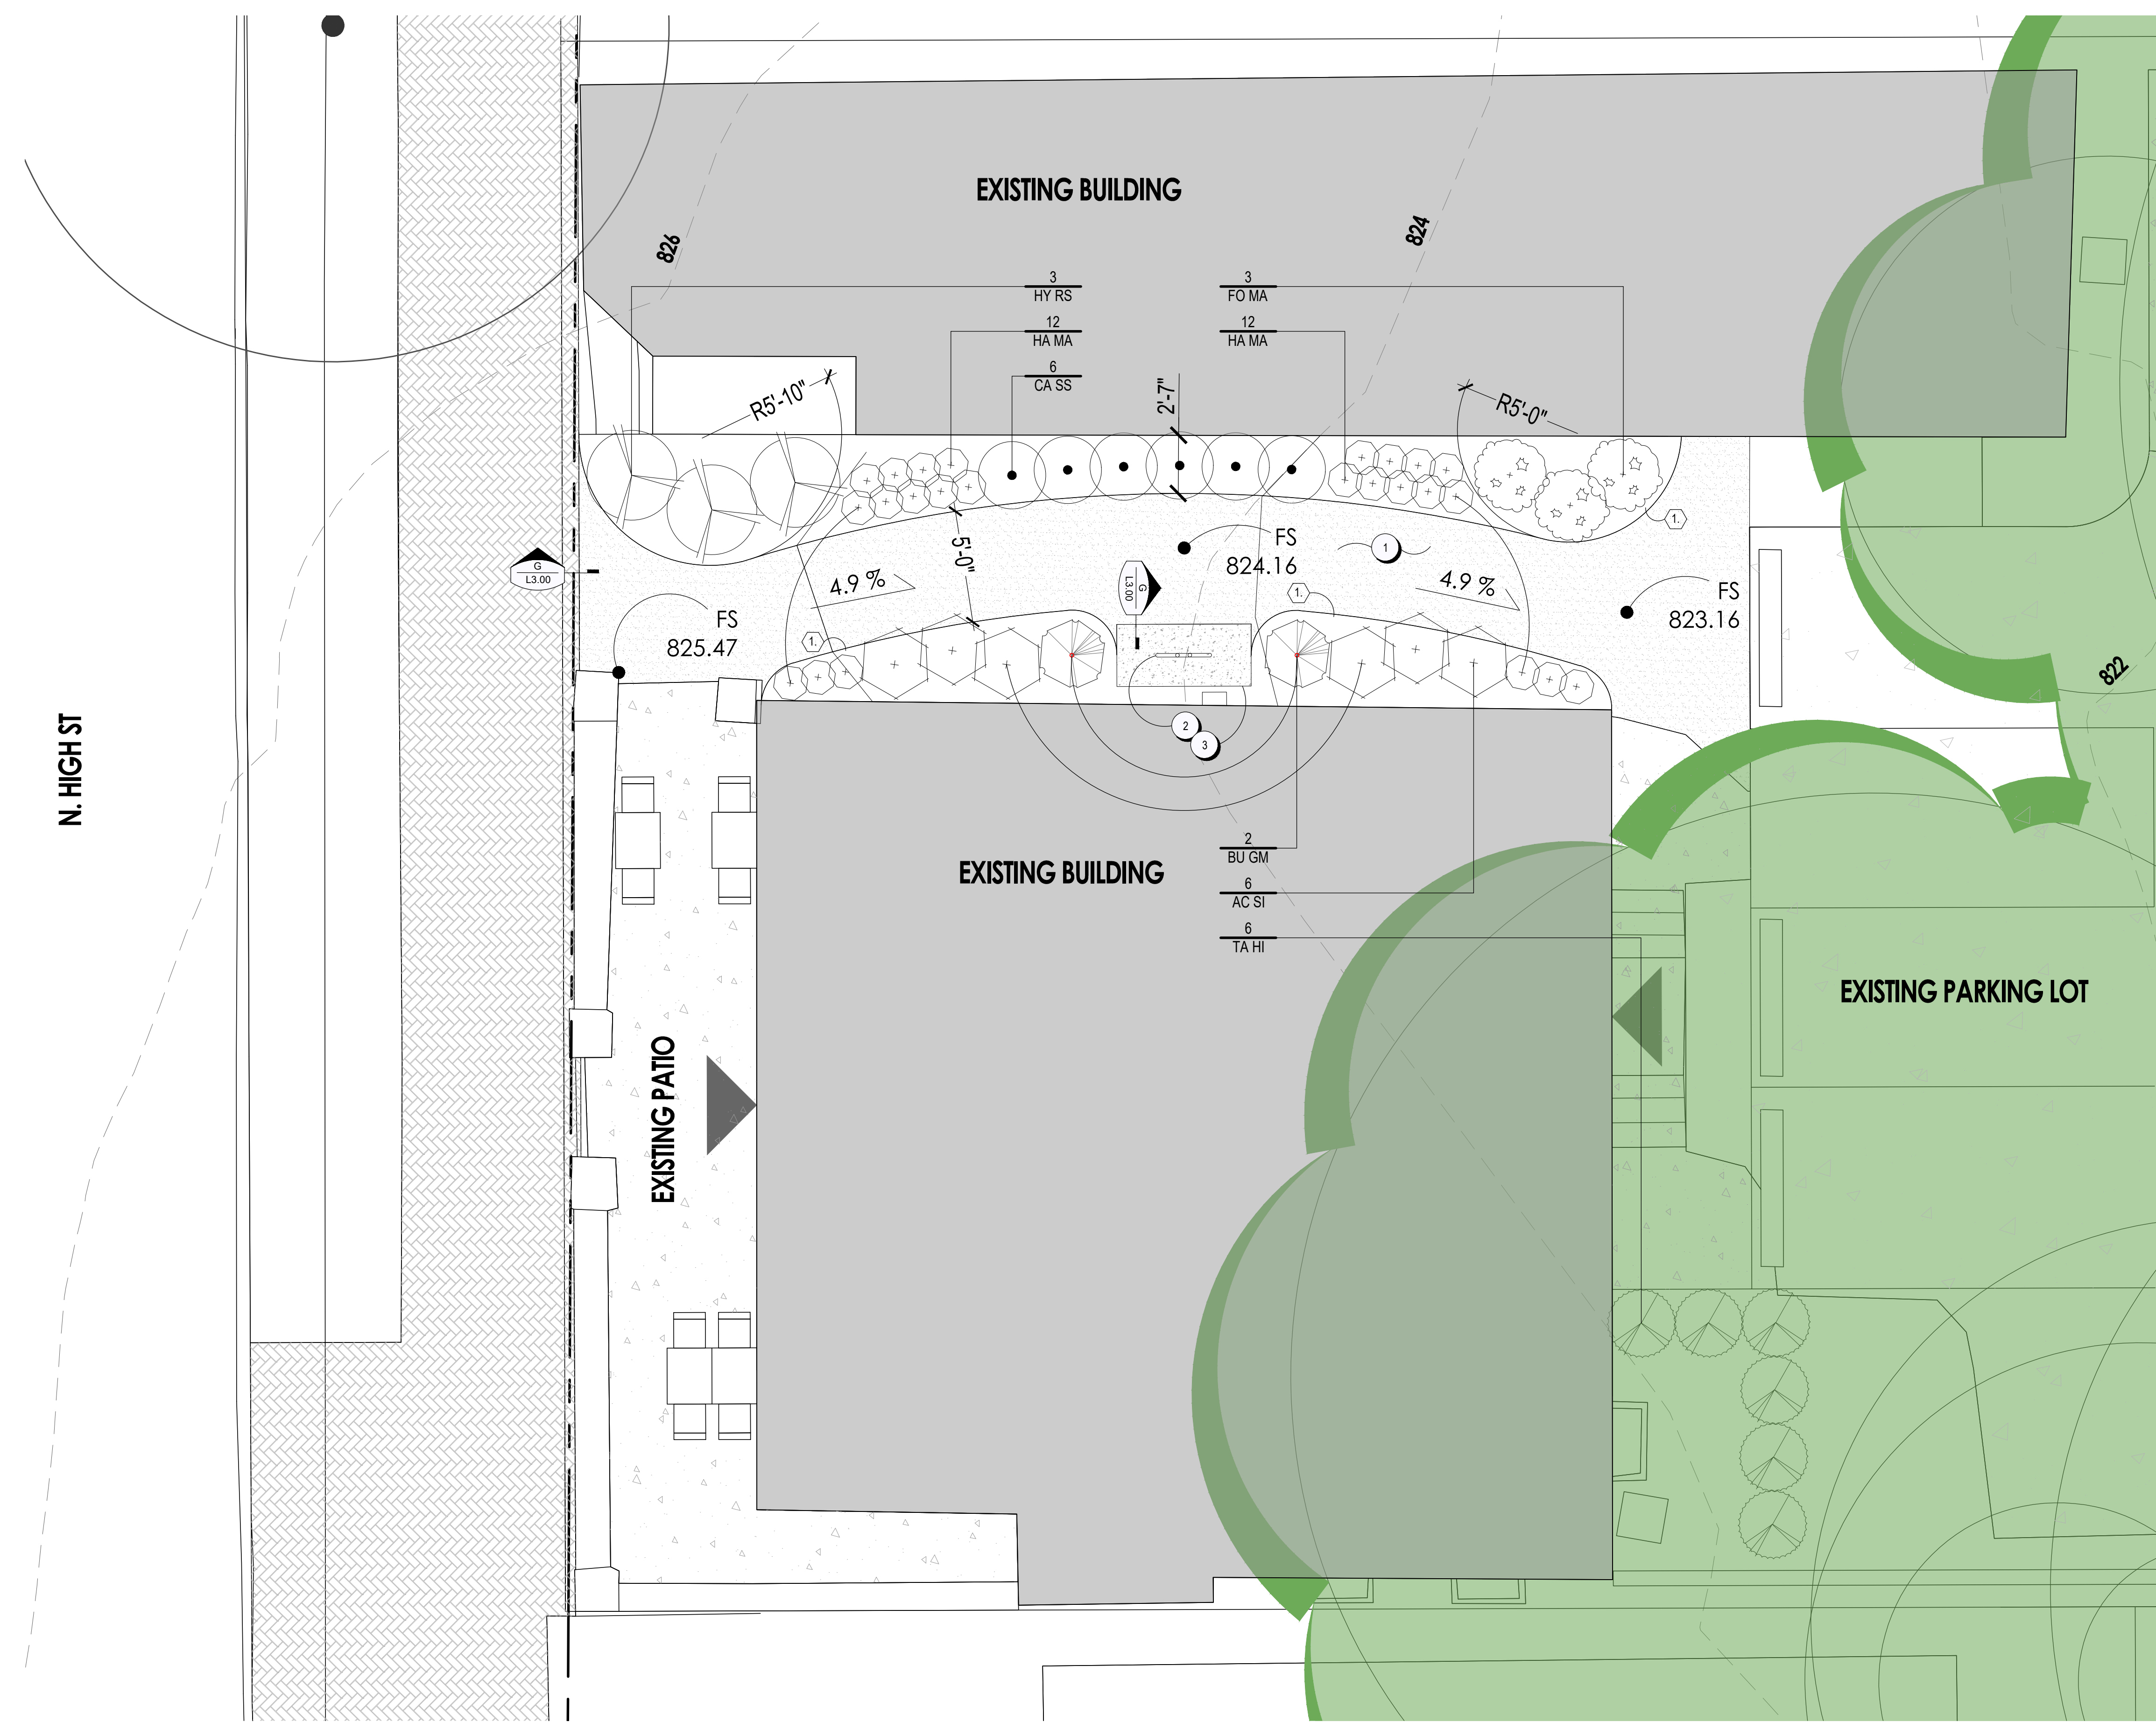 EXISTING BUILDING
826
824
3
HY RS
3
FO MA
12
HA MA
12
HA MA
6
CA SS
R5'-10"
2'-7"
R5'-0"
1.
5'-0"
FS
824.16
1
G
L3.00
4.9 %
G
L3.00
1.
4.9 %
FS
823.16
FS
825.47
1.
2
3
822
N. HIGH ST
2
BU GM
EXISTING BUILDING
6
AC SI
6
TA HI
EXISTING PARKING LOT
EXISTING PATIO